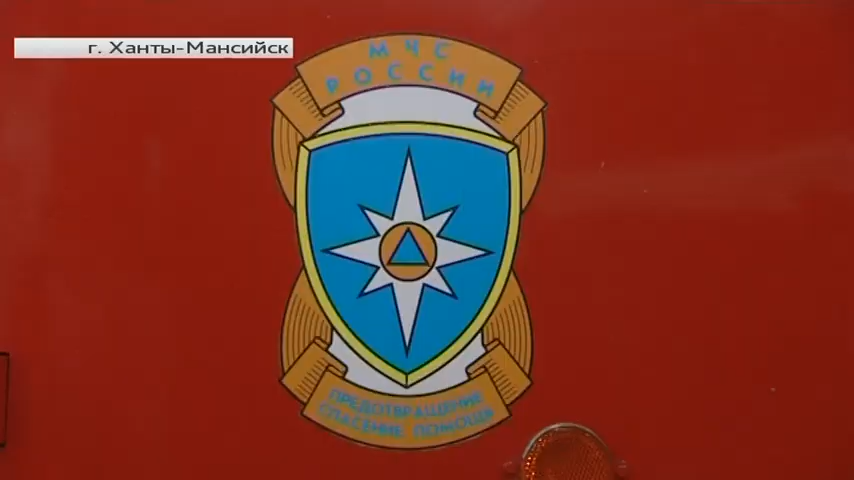 г. Ханты-Мансийск
МЧС
РОССИИ
ПРЕДОТВРАЩЕНИЕ
СПАСЕНИЕ ПОМОЩЬ